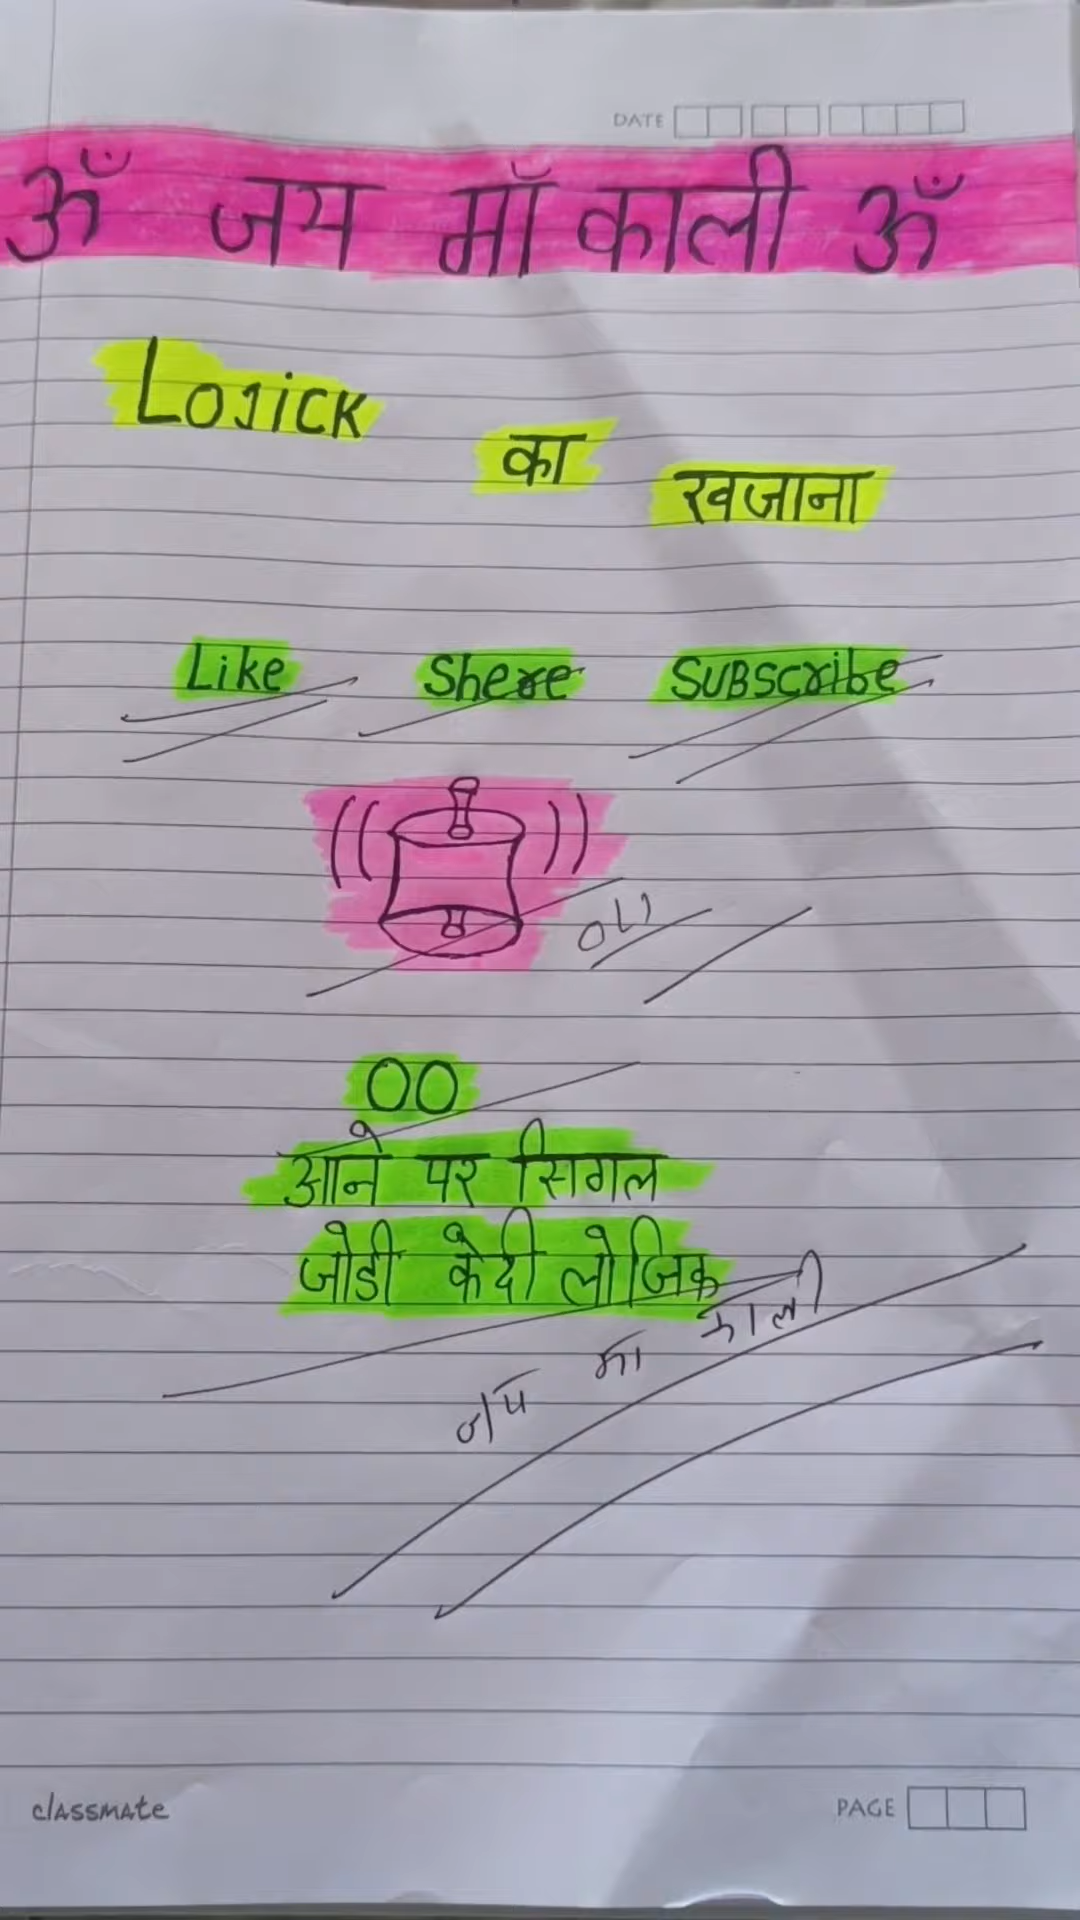 DATE
ॐ जय माँ काली ॐ
Lojick का खजाना
Like Shere Subscribe
00
आने पर सिगल
जोडी केदी लोजिक
जय मा काली
classmate
PAGE